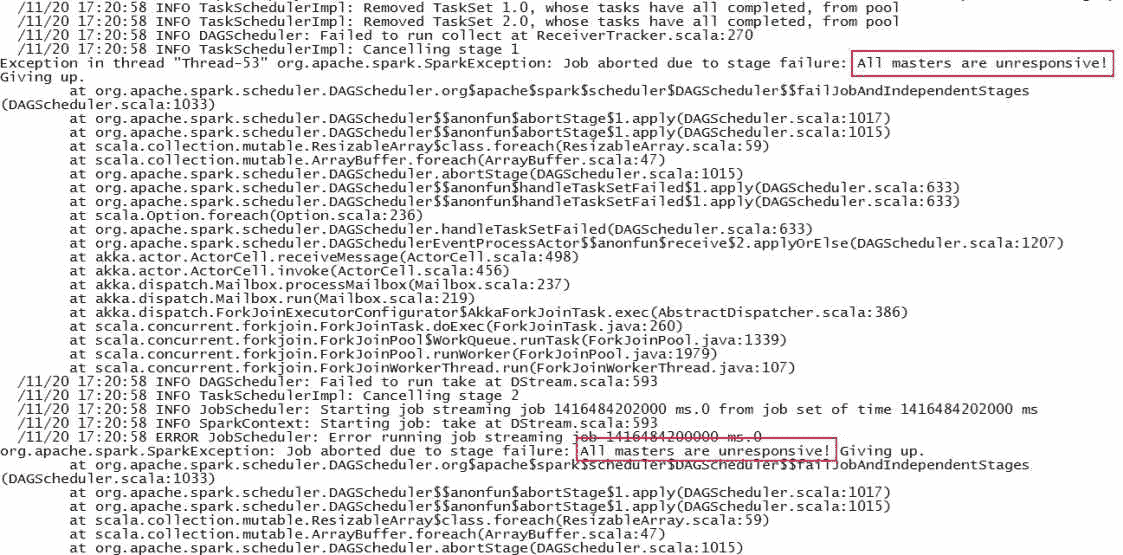 /11/20 17:20:58 INFO TaskSchedulerImpl: Removed TaskSet 1.0, whose tasks have all completed, from pool
/11/20 17:20:58 INFO TaskSchedulerImpl: Removed TaskSet 2.0, whose tasks have all completed, from pool
/11/20 17:20:58 INFO DAGScheduler: Failed to run collect at ReceiverTracker.scala:270
/11/20 17:20:58 INFO TaskSchedulerImpl: Cancelling stage 1
Exception in thread "Thread-53" org.apache.spark.SparkException: Job aborted due to stage failure: All masters are unresponsive!
Giving up.
at org.apache.spark.scheduler.DAGScheduler.org$apache$spark$scheduler$DAGScheduler$$failJobAndIndependentStages
(DAGScheduler.scala:1033)
at org.apache.spark.scheduler.DAGScheduler$$anonfun$abortStage$1.apply(DAGScheduler.scala:1017)
at org.apache.spark.scheduler.DAGScheduler$$anonfun$abortStage$1.apply(DAGScheduler.scala:1015)
at scala.collection.mutable.ResizableArray$class.foreach(ResizableArray.scala:59)
at scala.collection.mutable.ArrayBuffer.foreach(ArrayBuffer.scala:47)
at org.apache.spark.scheduler.DAGScheduler.abortStage(DAGScheduler.scala:1015)
at org.apache.spark.scheduler.DAGScheduler$$anonfun$handleTaskSetFailed$1.apply(DAGScheduler.scala:633)
at org.apache.spark.scheduler.DAGScheduler$$anonfun$handleTaskSetFailed$1.apply(DAGScheduler.scala:633)
at scala.Option.foreach(Option.scala:236)
at org.apache.spark.scheduler.DAGScheduler.handleTaskSetFailed(DAGScheduler.scala:633)
at org.apache.spark.scheduler.DAGSchedulerEventProcessActor$$anonfun$receive$2.applyOrElse(DAGScheduler.scala:1207)
at akka.actor.ActorCell.receiveMessage(ActorCell.scala:498)
at akka.actor.ActorCell.invoke(ActorCell.scala:456)
at akka.dispatch.Mailbox.processMailbox(Mailbox.scala:237)
at akka.dispatch.Mailbox.run(Mailbox.scala:219)
at akka.dispatch.ForkJoinExecutorConfigurator$AkkaForkJoinTask.exec(AbstractDispatcher.scala:386)
at scala.concurrent.forkjoin.ForkJoinTask.doExec(ForkJoinTask.java:260)
at scala.concurrent.forkjoin.ForkJoinPool$WorkQueue.runTask(ForkJoinPool.java:1339)
at scala.concurrent.forkjoin.ForkJoinPool.runWorker(ForkJoinPool.java:1979)
at scala.concurrent.forkjoin.ForkJoinWorkerThread.run(ForkJoinWorkerThread.java:107)
/11/20 17:20:58 INFO DAGScheduler: Failed to run take at DStream.scala:593
/11/20 17:20:58 INFO TaskSchedulerImpl: Cancelling stage 2
/11/20 17:20:58 INFO JobScheduler: Starting job streaming job 1416484202000 ms.0 from job set of time 1416484202000 ms
/11/20 17:20:58 INFO SparkContext: Starting job: take at DStream.scala:593
/11/20 17:20:58 ERROR JobScheduler: Error running job streaming job 1416484200000 ms.0
org.apache.spark.SparkException: Job aborted due to stage failure: All masters are unresponsive! Giving up.
at org.apache.spark.scheduler.DAGScheduler.org$apache$spark$scheduler$DAGScheduler$$failJobAndIndependentStages
(DAGScheduler.scala:1033)
at org.apache.spark.scheduler.DAGScheduler$$anonfun$abortStage$1.apply(DAGScheduler.scala:1017)
at org.apache.spark.scheduler.DAGScheduler$$anonfun$abortStage$1.apply(DAGScheduler.scala:1015)
at scala.collection.mutable.ResizableArray$class.foreach(ResizableArray.scala:59)
at scala.collection.mutable.ArrayBuffer.foreach(ArrayBuffer.scala:47)
at org.apache.spark.scheduler.DAGScheduler.abortStage(DAGScheduler.scala:1015)